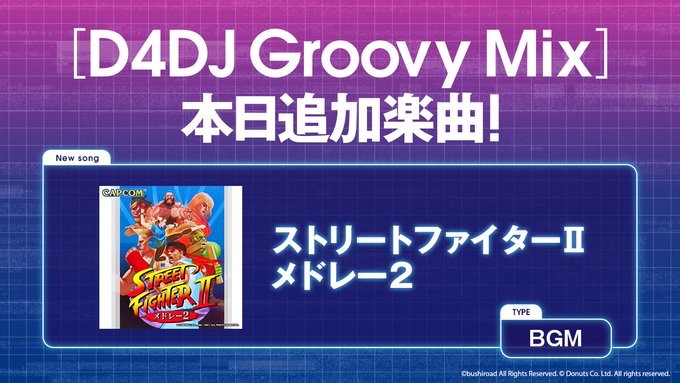 [D4DJ Groovy Mix]
本日追加楽曲!
New song
CAPCOM
STREET
FIGHTER II
メドレー2
ストリートファイターII
メドレー2
TYPE
BGM
©bushiroad All Rights Reserved. © Donuts Co. Ltd. All rights reserved.